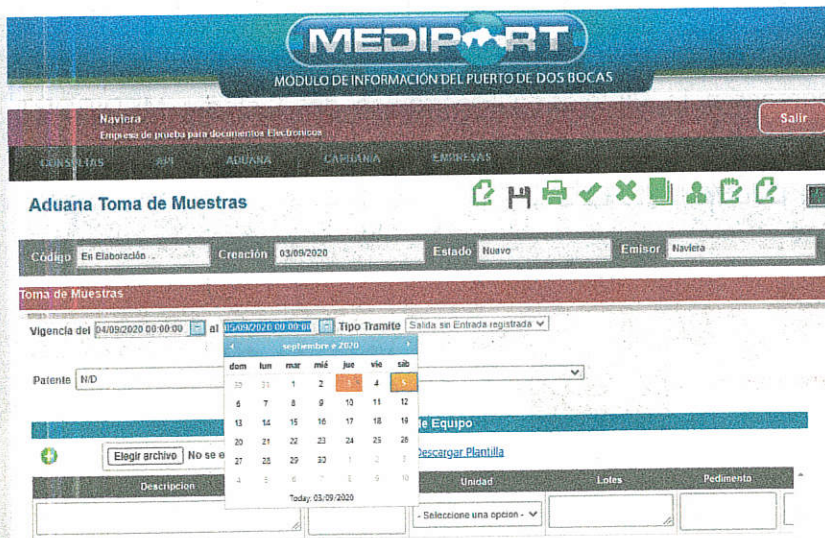 MEDIPORT
MODULO DE INFORMACIÓN DEL PUERTO DE DOS BOCAS
Naviera
Empresa de prueba para documentos Electronicos
Salir
CONSULTAS API ADUANA CAPITANIA EMPRESAS
Aduana Toma de Muestras
Código En Elaboración Creación 03/09/2020 Estado Nuevo Emisor Naviera
Toma de Muestras
Vigencia del 04/09/2020 00:00:00 al 05/09/2020 00:00:00 Tipo Tramite Salida sin Entrada registrada
septiembre e 2020
dom lun mar mié jue vie sáb
30 31 1 2 3 4 5
Patente N/D
6 7 8 9 10 11 12
13 14 15 16 17 18 19
de Equipo
20 21 22 23 24 25 26
Elegir archivo No se e
Descargar Plantilla
27 28 29 30 1 2 3
4 5 6 7 8 9 10
Today: 03/09/2020
Descripcion Unidad Lotes Pedimento
- Seleccione una opcion -